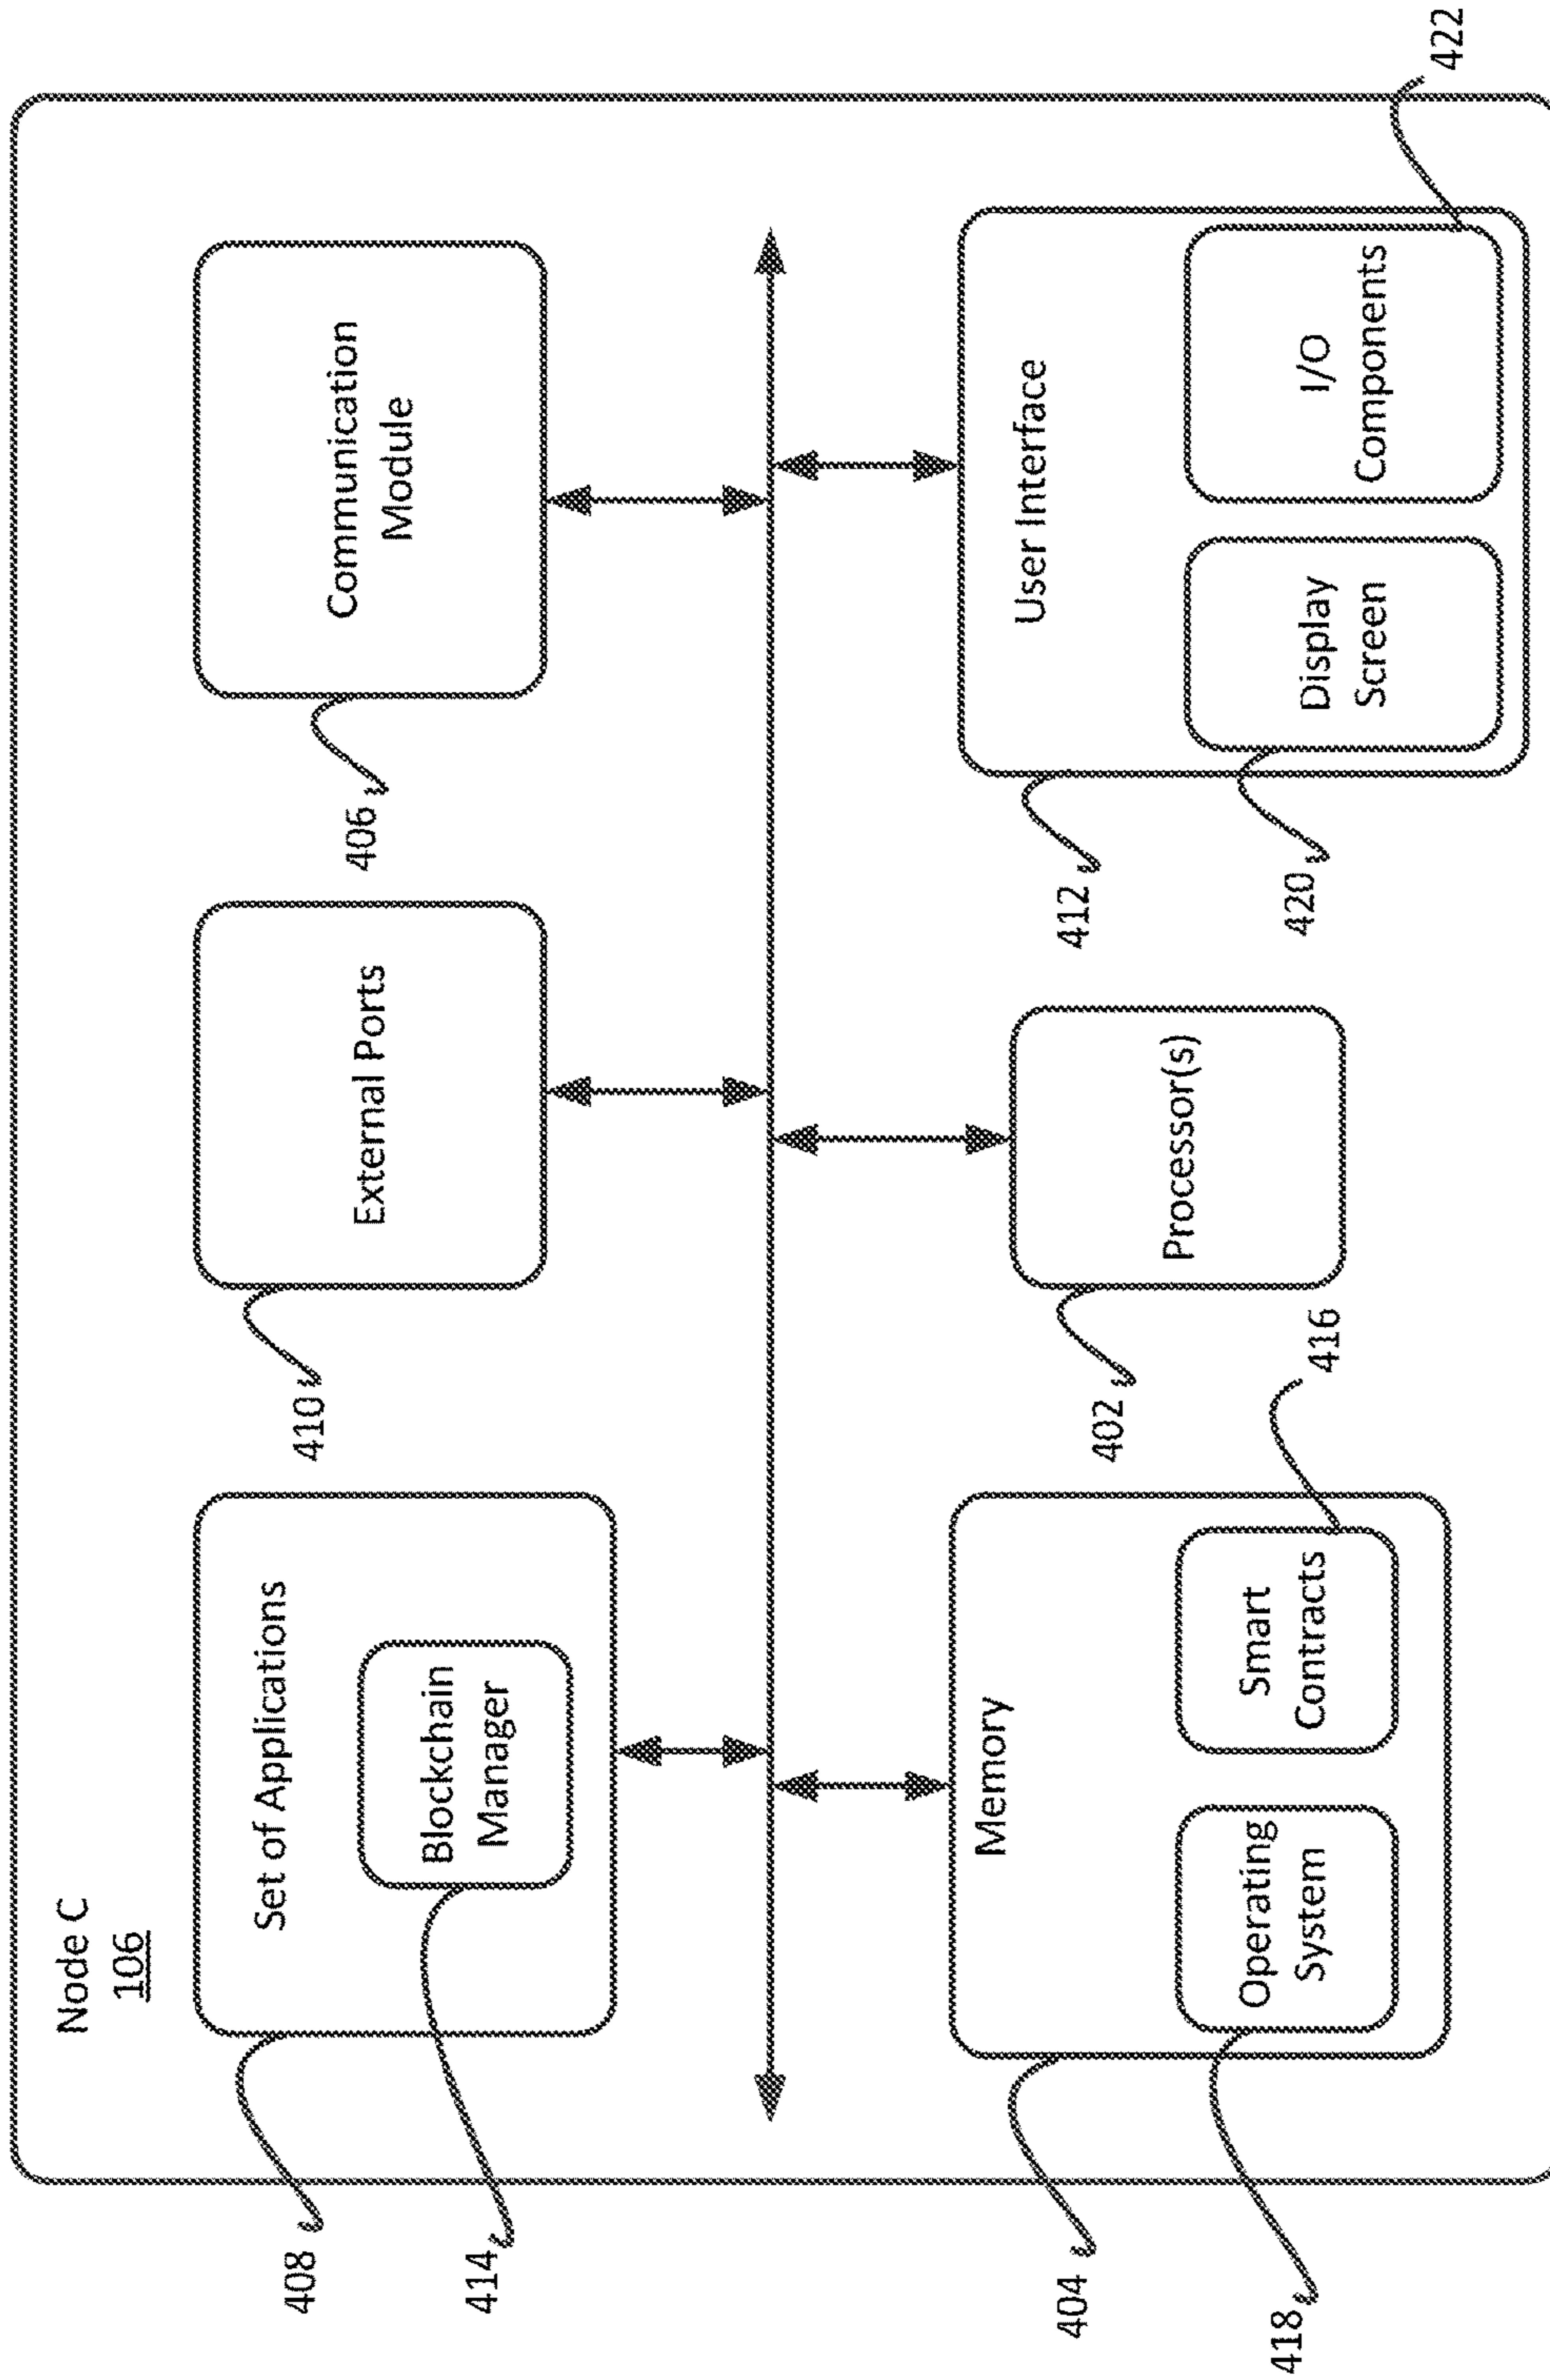 Node C
106
Set of Applications
Blockchain
Manager
408
414
External Ports
410
Communication
Module
406
Memory
Operating
System
Smart
Contracts
404
418
416
Processor(s)
402
User Interface
Display
Screen
I/O
Components
412
420
422